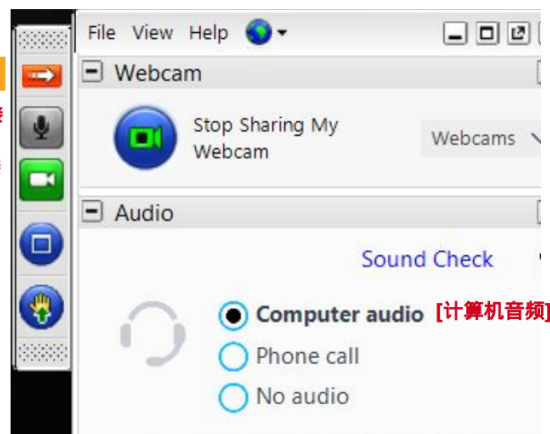 File View Help
Webcam
Stop Sharing My
Webcam
Webcams
Audio
Sound Check
Computer audio [计算机音频]
Phone call
No audio